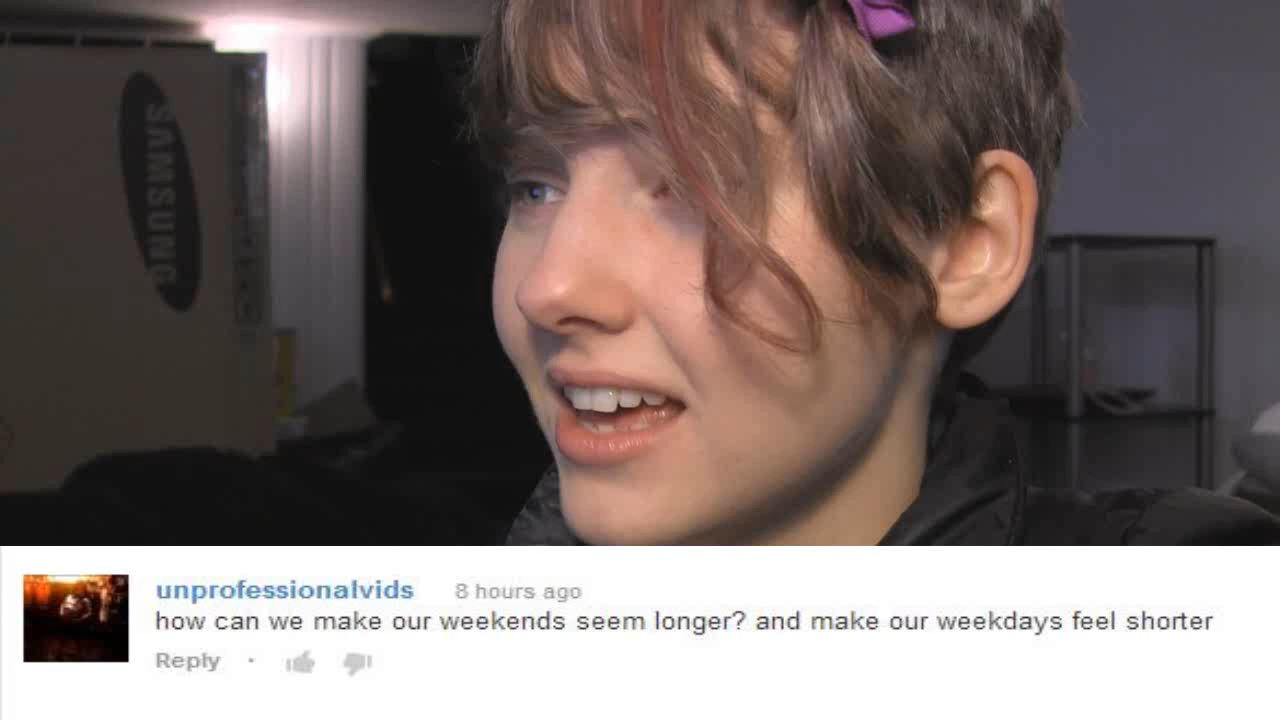 SAMSUNG
unprofessionalvids 8 hours ago
how can we make our weekends seem longer? and make our weekdays feel shorter
Reply ·